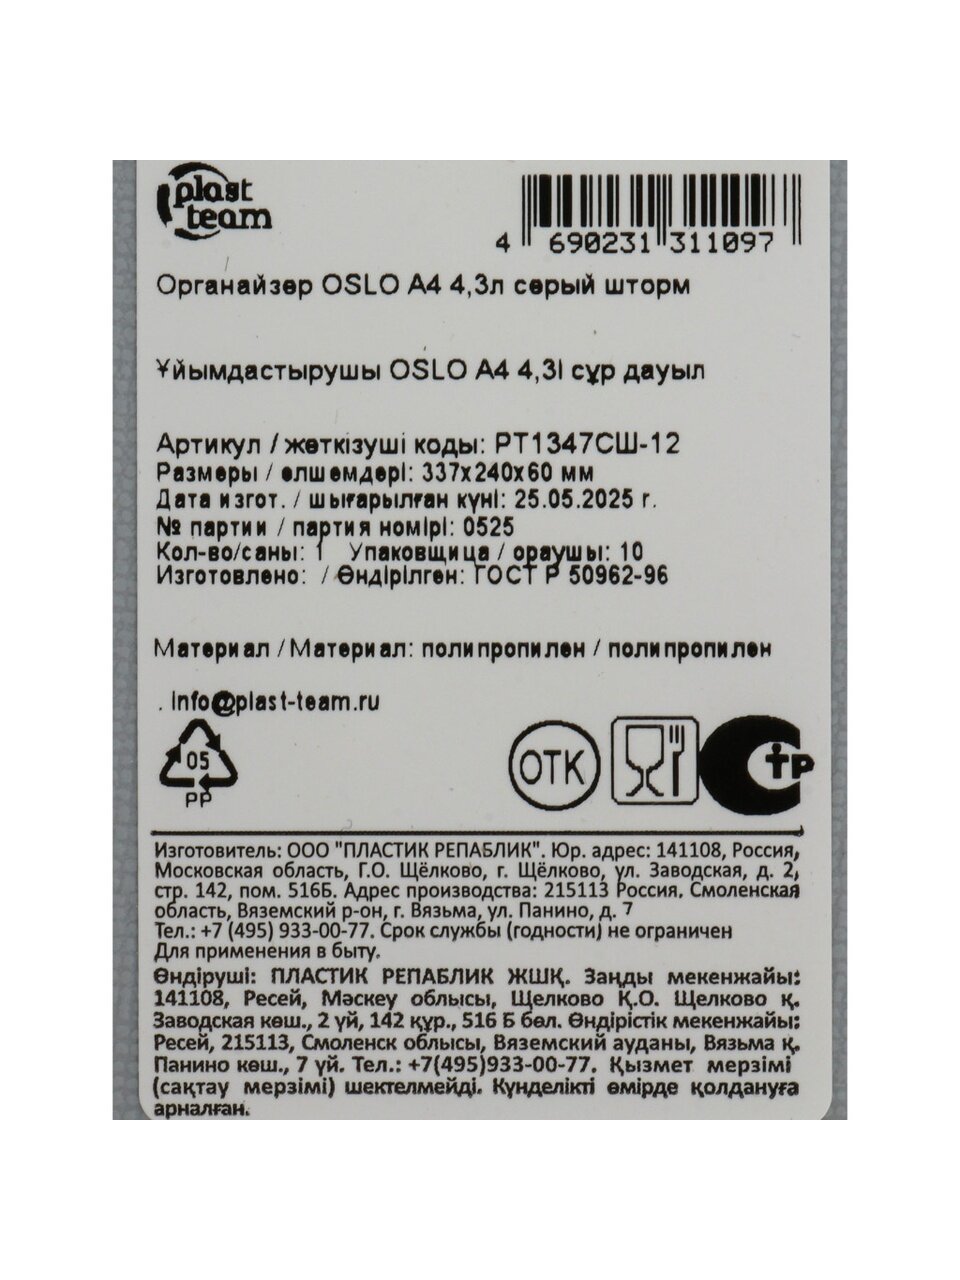 plast
team
4 690231 311097
Органайзер OSLO A4 4,3л серый шторм
Ұйымдастырушы OSLO A4 4,3l сұр дауыл
Артикул / жеткізуші коды: РТ1347СШ-12
Размеры / өлшемдері: 337х240х60 мм
Дата изгот. / шығарылған күні: 25.05.2025 г.
№ партии / партия номірі: 0525
Кол-во/саны: 1 Упаковщица / ораушы: 10
Изготовлено: / Өндірілген: ГОСТ Р 50962-96
Материал / Материал: полипропилен / полипропилен
. Info@plast-team.ru
05
PP
ОТК
тр
Изготовитель: ООО "ПЛАСТИК РЕПАБЛИК". Юр. адрес: 141108, Россия,
Московская область, Г.О. Щёлково, г. Щёлково, ул. Заводская, д. 2,
стр. 142, пом. 516Б. Адрес производства: 215113 Россия, Смоленская
область, Вяземский р-он, г. Вязьма, ул. Панино, д. 7
Тел.: +7 (495) 933-00-77. Срок службы (годности) не ограничен
Для применения в быту.
Өндіруші: ПЛАСТИК РЕПАБЛИК ЖШҚ. Заңды мекенжайы:
141108, Ресей, Мәскеу облысы, Щелково Қ.О. Щелково қ.
Заводская көш., 2 үй, 142 құр., 516 Б бөл. Өндірістік мекенжайы:
Ресей, 215113, Смоленск облысы, Вяземский ауданы, Вязьма қ.
Панино көш., 7 үй. Тел.: +7(495)933-00-77. Қызмет мерзімі
(сақтау мерзімі) шектелмейді. Күнделікті өмірде қолдануға
арналған.